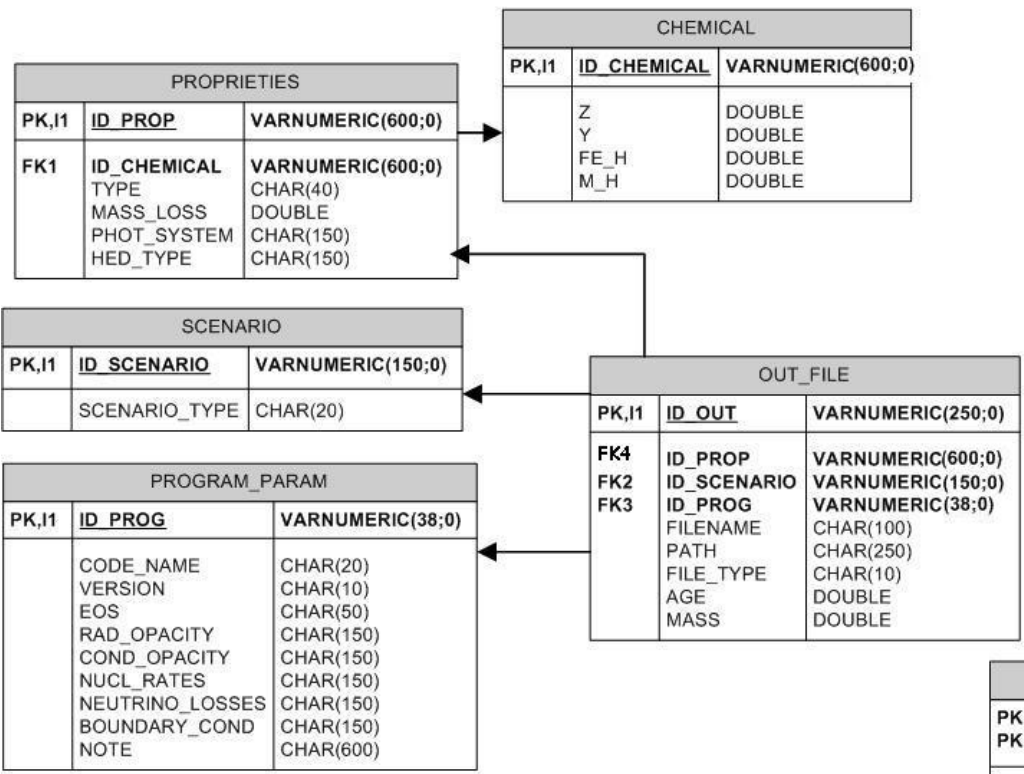 CHEMICAL
PK,I1 ID_CHEMICAL VARNUMERIC(600;0)
Z DOUBLE
Y DOUBLE
FE_H DOUBLE
M_H DOUBLE
PROPRIETIES
PK,I1 ID_PROP VARNUMERIC(600;0)
FK1 ID_CHEMICAL VARNUMERIC(600;0)
TYPE CHAR(40)
MASS_LOSS DOUBLE
PHOT_SYSTEM CHAR(150)
HED_TYPE CHAR(150)
SCENARIO
PK,I1 ID_SCENARIO VARNUMERIC(150;0)
SCENARIO_TYPE CHAR(20)
OUT_FILE
PK,I1 ID_OUT VARNUMERIC(250;0)
FK4 ID_PROP VARNUMERIC(600;0)
FK2 ID_SCENARIO VARNUMERIC(150;0)
FK3 ID_PROG VARNUMERIC(38;0)
FILENAME CHAR(100)
PATH CHAR(250)
FILE_TYPE CHAR(10)
AGE DOUBLE
MASS DOUBLE
PROGRAM_PARAM
PK,I1 ID_PROG VARNUMERIC(38;0)
CODE_NAME CHAR(20)
VERSION CHAR(10)
EOS CHAR(50)
RAD_OPACITY CHAR(150)
COND_OPACITY CHAR(150)
NUCL_RATES CHAR(150)
NEUTRINO_LOSSES CHAR(150)
BOUNDARY_COND CHAR(150)
NOTE CHAR(600)
PK
PK